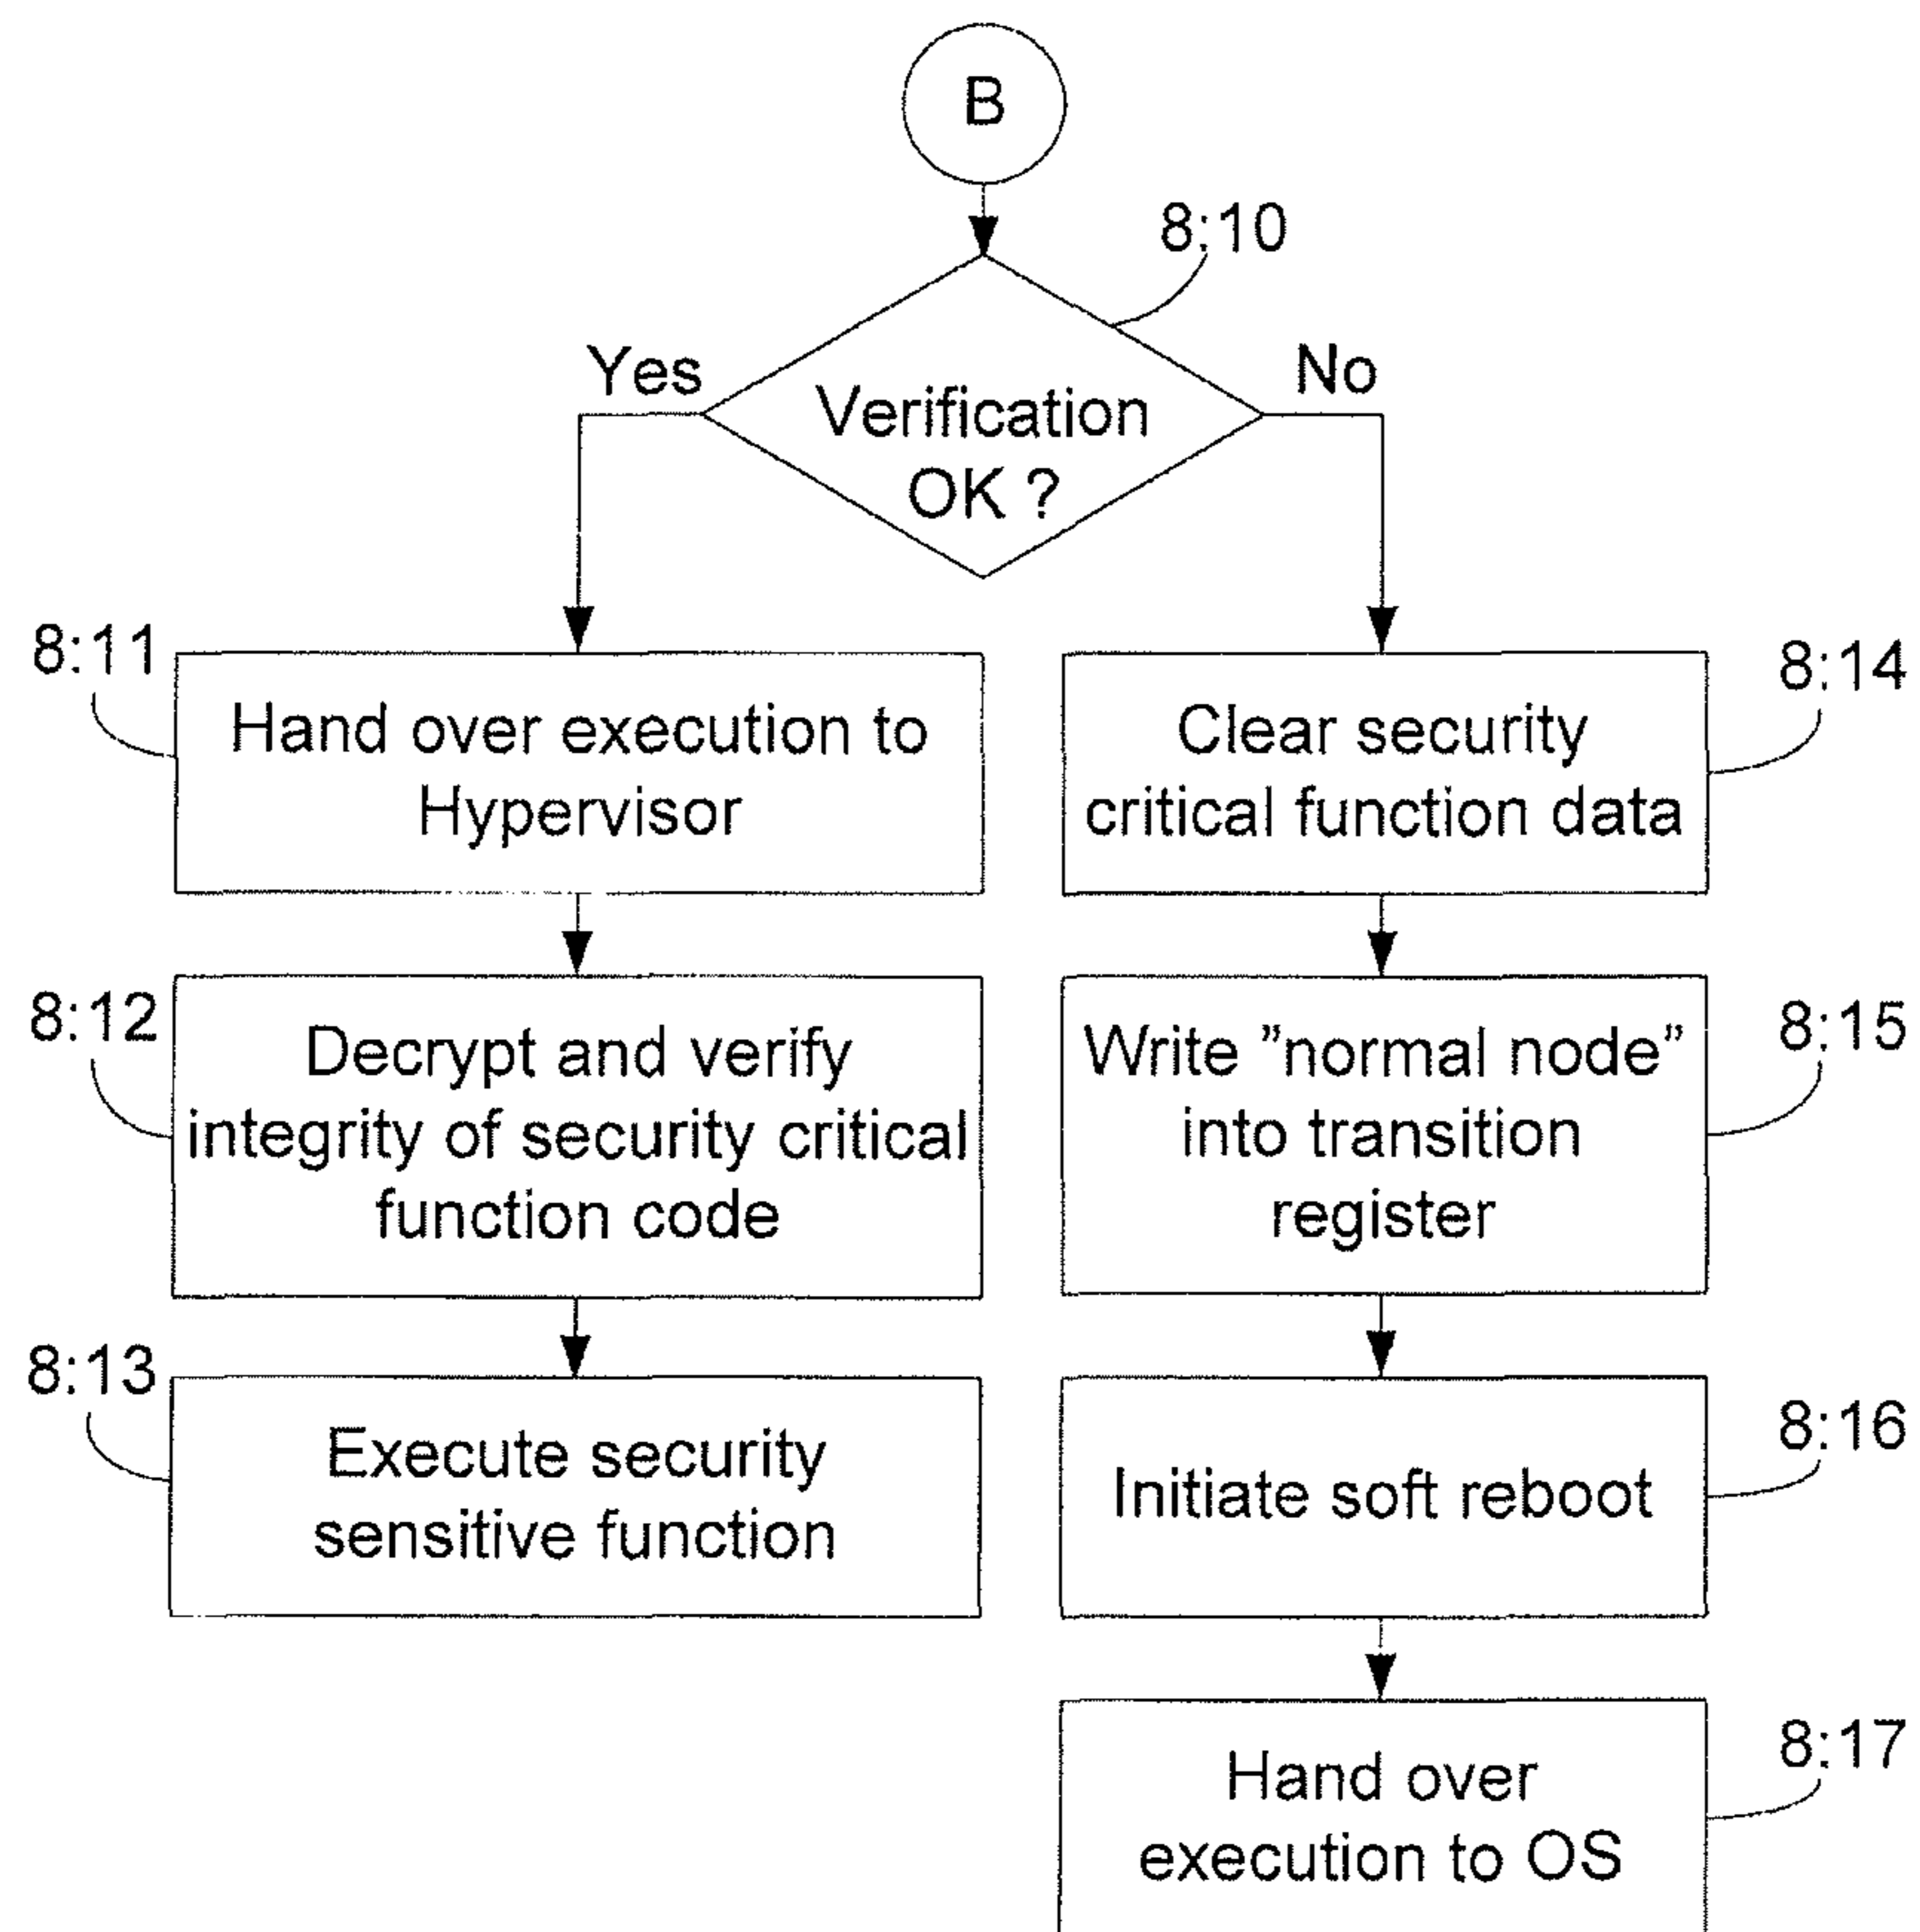 B
8:10
Yes
No
Verification
OK ?
8:11
Hand over execution to
Hypervisor
8:14
Clear security
critical function data
8:12
Decrypt and verify
integrity of security critical
function code
8:15
Write ”normal node”
into transition
register
8:13
Execute security
sensitive function
8:16
Initiate soft reboot
8:17
Hand over
execution to OS